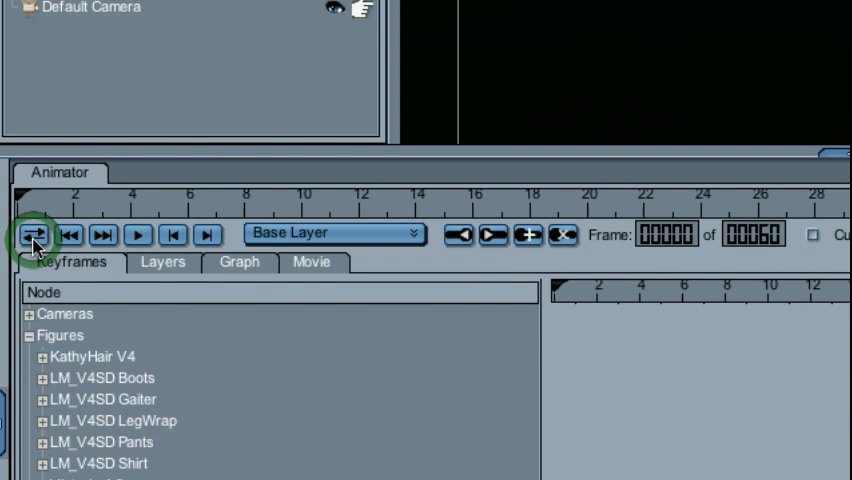 Default Camera
Animator
2 4 6 8 10 12 14 16 18 20 22 24 26 28
Base Layer Frame: 00000 of 00060 Cu
Keyframes Layers Graph Movie
Node
2 4 6 8 10 12
Cameras
Figures
KathyHair V4
LM_V4SD Boots
LM_V4SD Gaiter
LM_V4SD LegWrap
LM_V4SD Pants
LM_V4SD Shirt